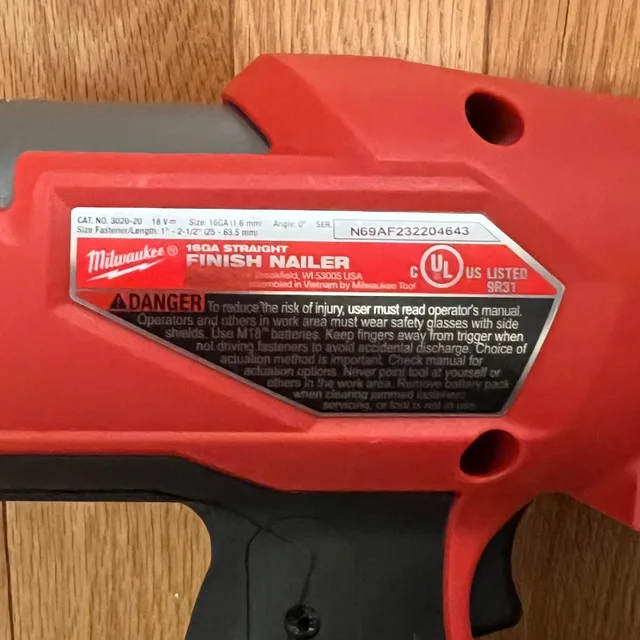 CAT. NO. 3020-20 18 V⎓ Size: 16GA (1.6 mm) Angle: 0° SER. N69AF232204643
Size Fastener/Length: 1" - 2-1/2" (25 - 63.5 mm)
Milwaukee®
16GA STRAIGHT
FINISH NAILER
Brookfield, WI 53005 USA
Assembled in Vietnam by Milwaukee Tool
C UL US LISTED
9R31
DANGER To reduce the risk of injury, user must read operator's manual.
Operators and others in work area must wear safety glasses with side
shields. Use M18™ batteries. Keep fingers away from trigger when
not driving fasteners to avoid accidental discharge. Choice of
actuation method is important. Check manual for
actuation options. Never point tool at yourself or
others in the work area. Remove battery pack
when clearing jammed fasteners,
servicing, or tool is not in use.